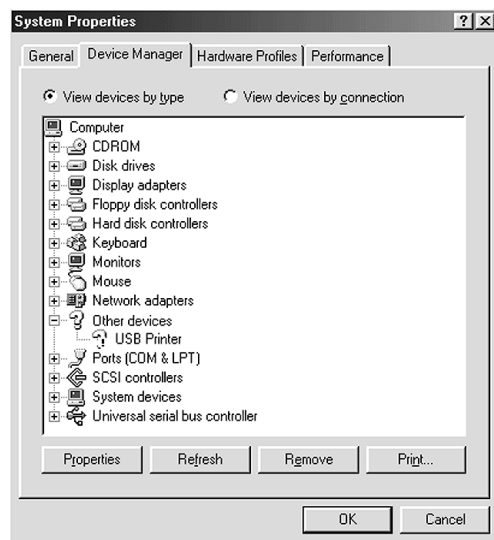 System Properties
General Device Manager Hardware Profiles Performance
View devices by type View devices by connection
Computer
CDROM
Disk drives
Display adapters
Floppy disk controllers
Hard disk controllers
Keyboard
Monitors
Mouse
Network adapters
Other devices
USB Printer
Ports (COM & LPT)
SCSI controllers
System devices
Universal serial bus controller
Properties Refresh Remove Print...
OK Cancel